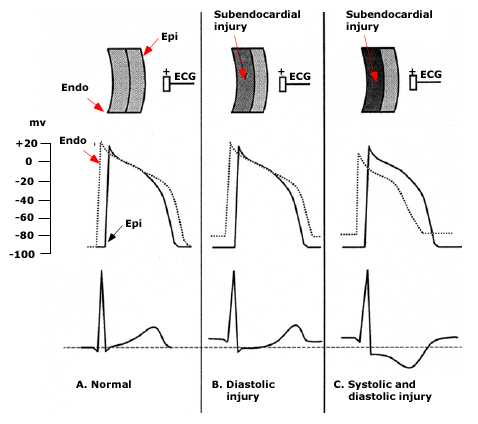 Epi
Endo
+
ECG
Subendocardial
injury
+
ECG
Subendocardial
injury
+
ECG
mv
+20
0
-20
-40
-60
-80
-100
Endo
Epi
A. Normal
B. Diastolic
injury
C. Systolic and
diastolic injury